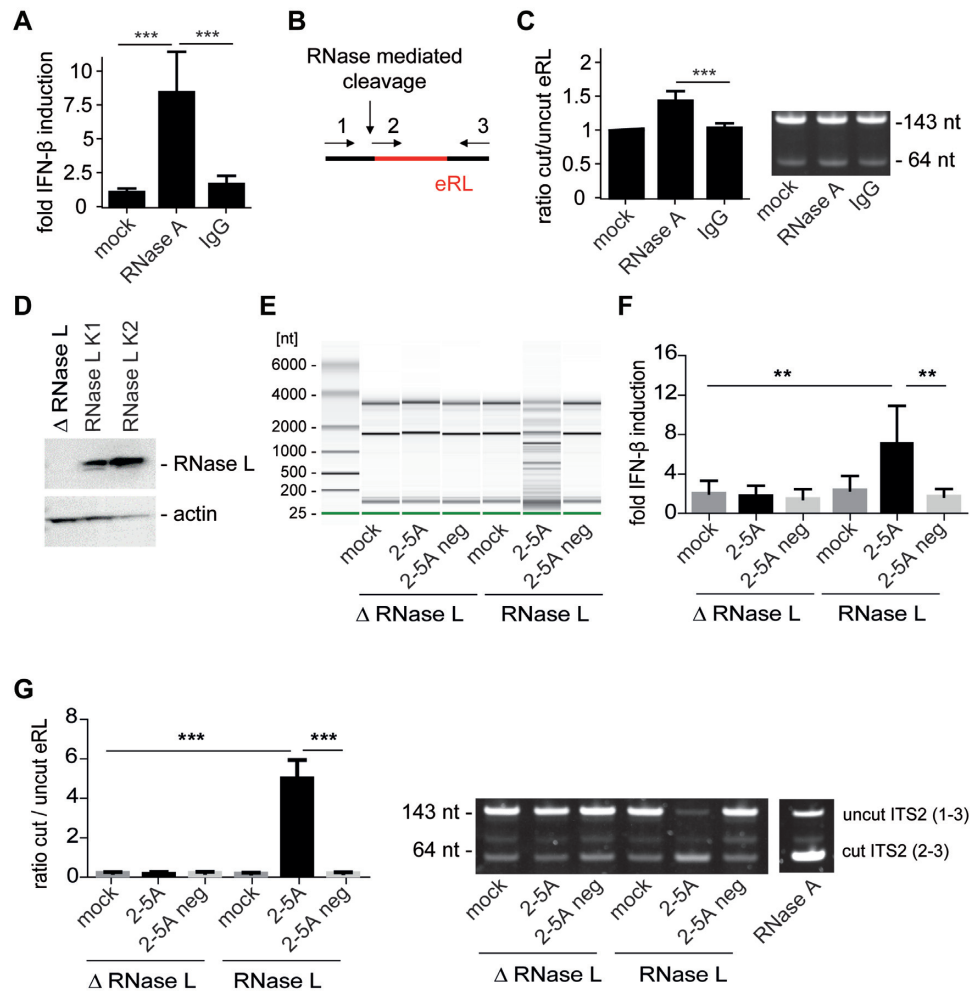 A
fold IFN-β induction
10
7.5
5
2.5
0
*** ***
mock
RNase A
IgG
B
RNase mediated
cleavage
1 2 3
eRL
C
ratio cut/uncut eRL
2
1.5
1
0.5
0
***
mock
RNase A
IgG
-143 nt
- 64 nt
mock
RNase A
IgG
D
Δ RNase L
RNase L K1
RNase L K2
- RNase L
- actin
E
[nt]
6000 -
4000 -
2000 -
1000 -
500 -
200 -
25 -
mock
2-5A
2-5A neg
mock
2-5A
2-5A neg
Δ RNase L RNase L
F
fold IFN-β induction
16
12
8
4
0
** **
mock
2-5A
2-5A neg
mock
2-5A
2-5A neg
Δ RNase L RNase L
G
ratio cut / uncut eRL
8
6
4
2
0
*** ***
mock
2-5A
2-5A neg
mock
2-5A
2-5A neg
Δ RNase L RNase L
143 nt -
64 nt -
uncut ITS2 (1-3)
cut ITS2 (2-3)
mock
2-5A
2-5A neg
mock
2-5A
2-5A neg
RNase A
Δ RNase L RNase L